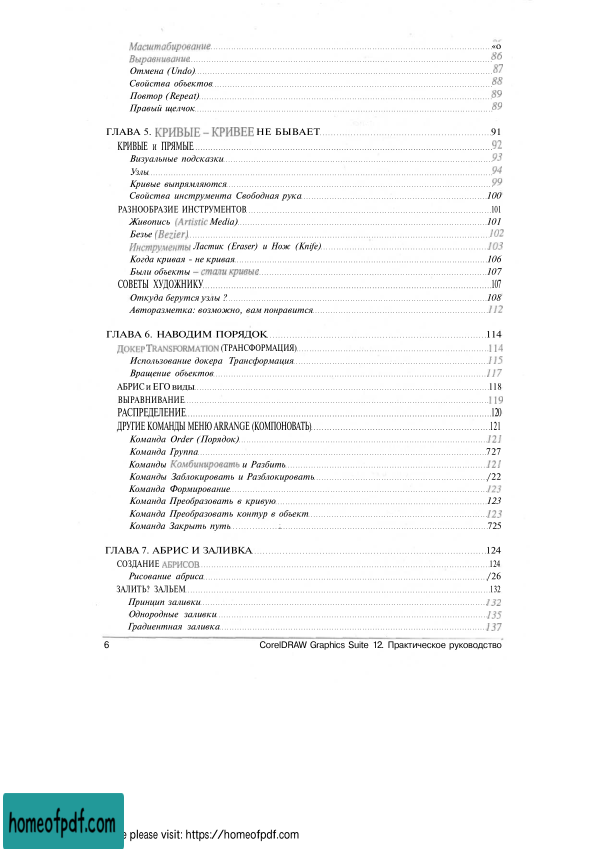 Масштабирование «о
Выравнивание 86
Отмена (Undo) 87
Свойства объектов 88
Повтор (Repeat) 89
Правый щелчок 89
ГЛАВА 5. КРИВЫЕ – КРИВЕЕ НЕ БЫВАЕТ 91
КРИВЫЕ и ПРЯМЫЕ 92
Визуальные подсказки 93
Узлы 94
Кривые выпрямляются 99
Свойства инструмента Свободная рука 100
РАЗНООБРАЗИЕ ИНСТРУМЕНТОВ 101
Живопись (Artistic Media) 101
Безье (Bezier) 102
Инструменты Ластик (Eraser) и Нож (Knife) 103
Когда кривая - не кривая 106
Были объекты – стали кривые 107
СОВЕТЫ ХУДОЖНИКУ 107
Откуда берутся узлы ? 108
Авторазметка: возможно, вам понравится 112
ГЛАВА 6. НАВОДИМ ПОРЯДОК 114
ДОКЕР TRANSFORMATION (ТРАНСФОРМАЦИЯ) 114
Использование докера Трансформация 115
Вращение объектов 117
АБРИС и ЕГО виды 118
ВЫРАВНИВАНИЕ 119
РАСПРЕДЕЛЕНИЕ 120
ДРУГИЕ КОМАНДЫ МЕНЮ ARRANGE (КОМПОНОВАТЬ) 121
Команда Order (Порядок) 121
Команда Группа 727
Команды Комбинировать и Разбить 121
Команды Заблокировать и Разблокировать /22
Команда Формирование 123
Команда Преобразовать в кривую 123
Команда Преобразовать контур в объект 123
Команда Закрыть путь 725
ГЛАВА 7. АБРИС И ЗАЛИВКА 124
СОЗДАНИЕ АБРИСОВ 124
Рисование абриса /26
ЗАЛИТЬ? ЗАЛЬЕМ 132
Принцип заливки 132
Однородные заливки 135
Градиентная заливка 137
6 CorelDRAW Graphics Suite 12. Практическое руководство
homeofpdf.com
e please visit: https://homeofpdf.com